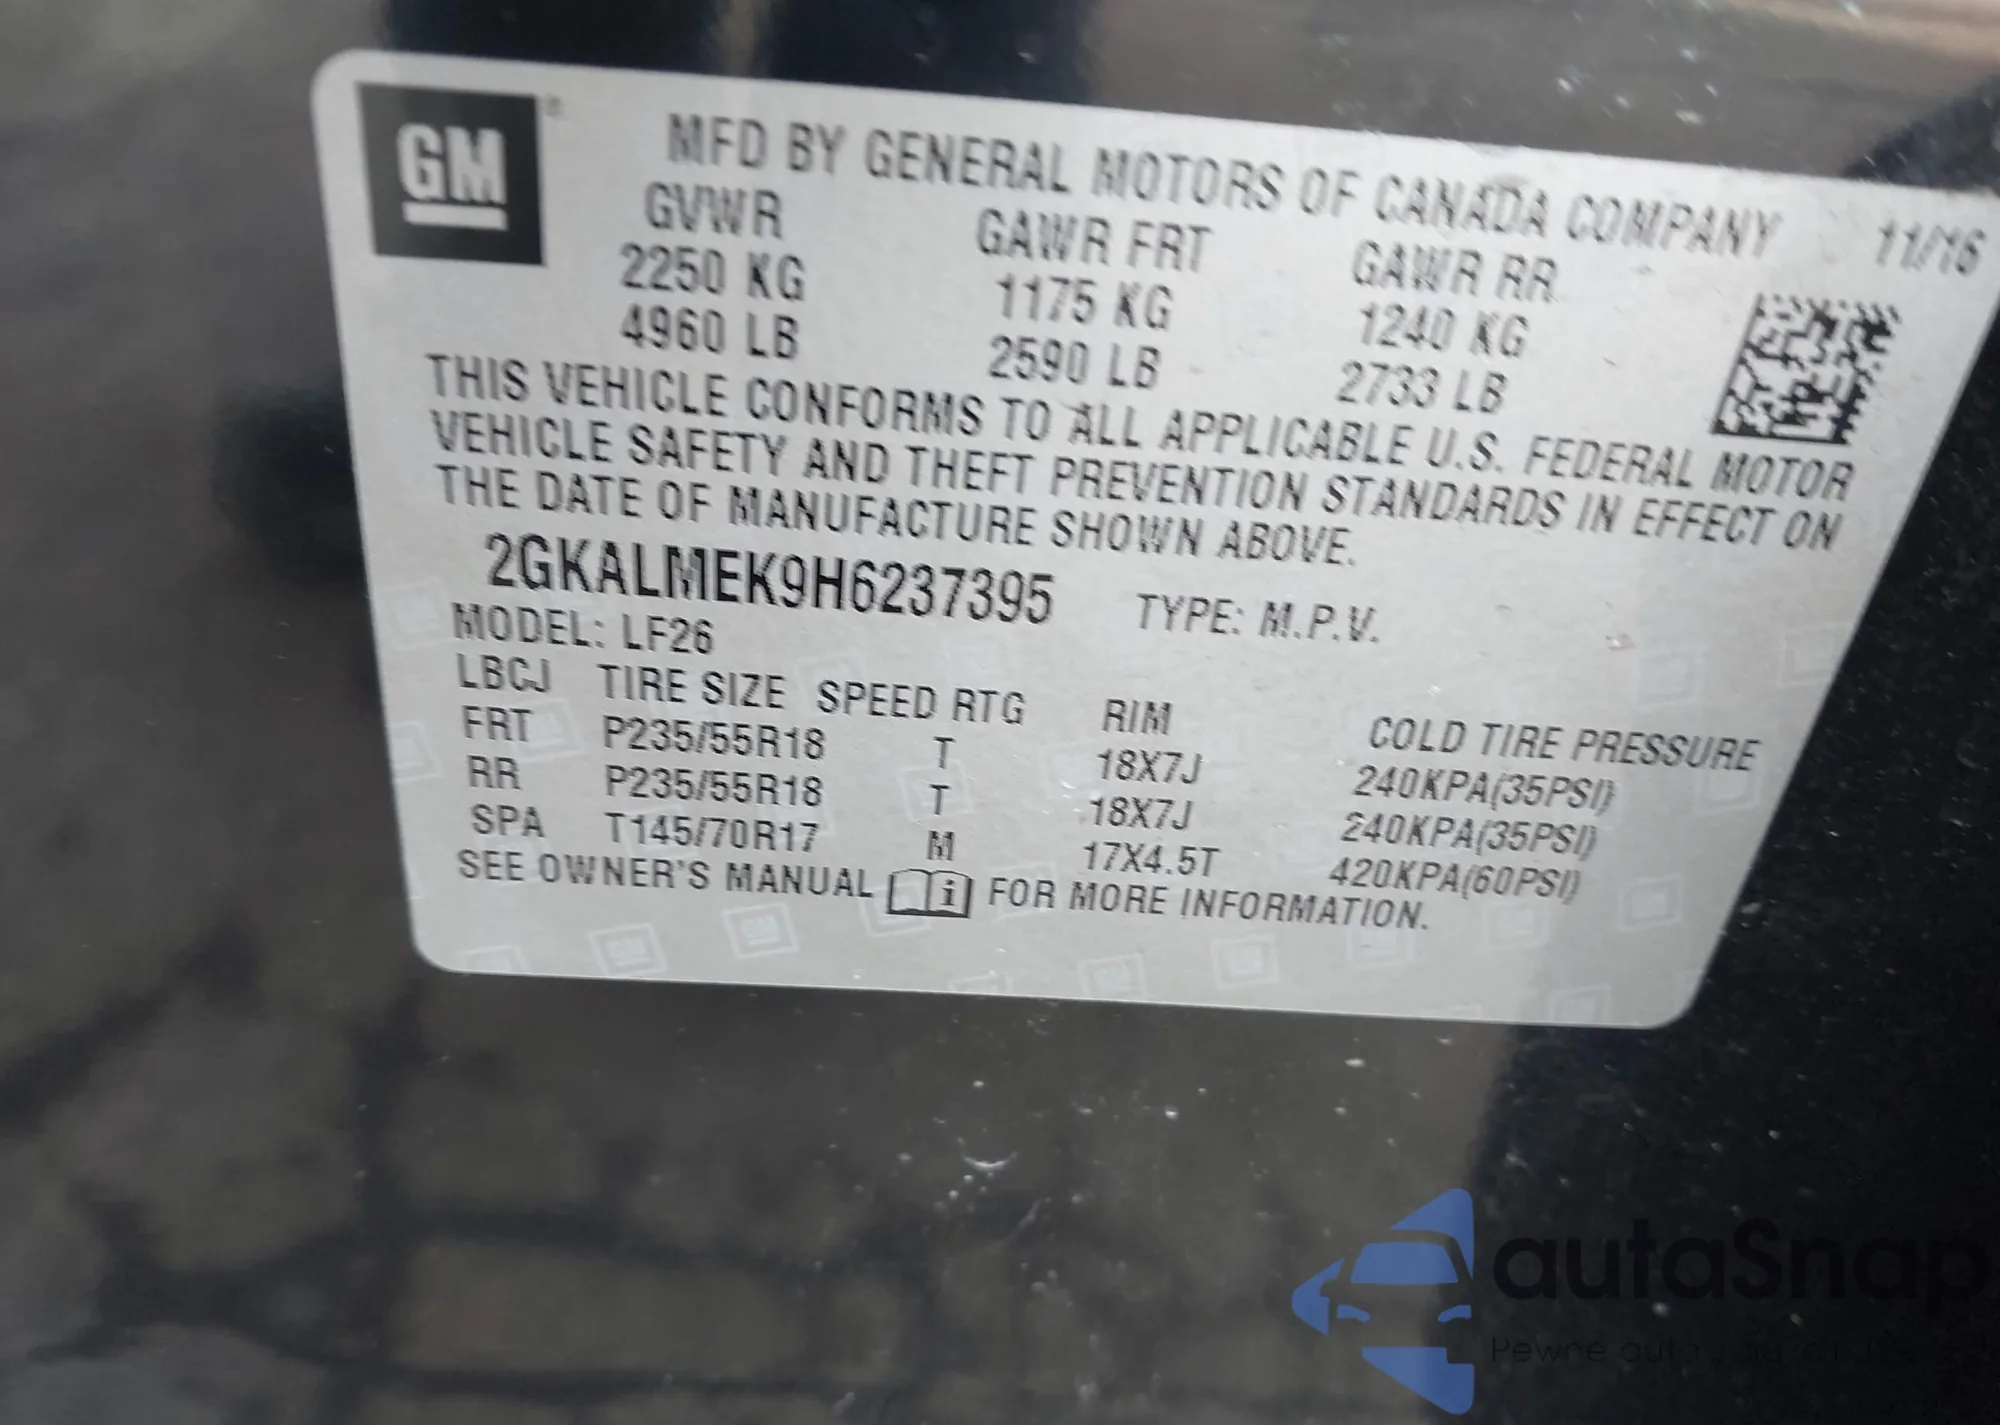 GM
MFD BY GENERAL MOTORS OF CANADA COMPANY 11/16
GVWR GAWR FRT GAWR RR
2250 KG 1175 KG 1240 KG
4960 LB 2590 LB 2733 LB
THIS VEHICLE CONFORMS TO ALL APPLICABLE U.S. FEDERAL MOTOR
VEHICLE SAFETY AND THEFT PREVENTION STANDARDS IN EFFECT ON
THE DATE OF MANUFACTURE SHOWN ABOVE.
2GKALMEK9H6237395 TYPE: M.P.V.
MODEL: LF26
LBCJ TIRE SIZE SPEED RTG RIM COLD TIRE PRESSURE
FRT P235/55R18 T 18X7J 240KPA(35PSI)
RR P235/55R18 T 18X7J 240KPA(35PSI)
SPA T145/70R17 M 17X4.5T 420KPA(60PSI)
SEE OWNER'S MANUAL i FOR MORE INFORMATION.
autaSnap
Pewne auta